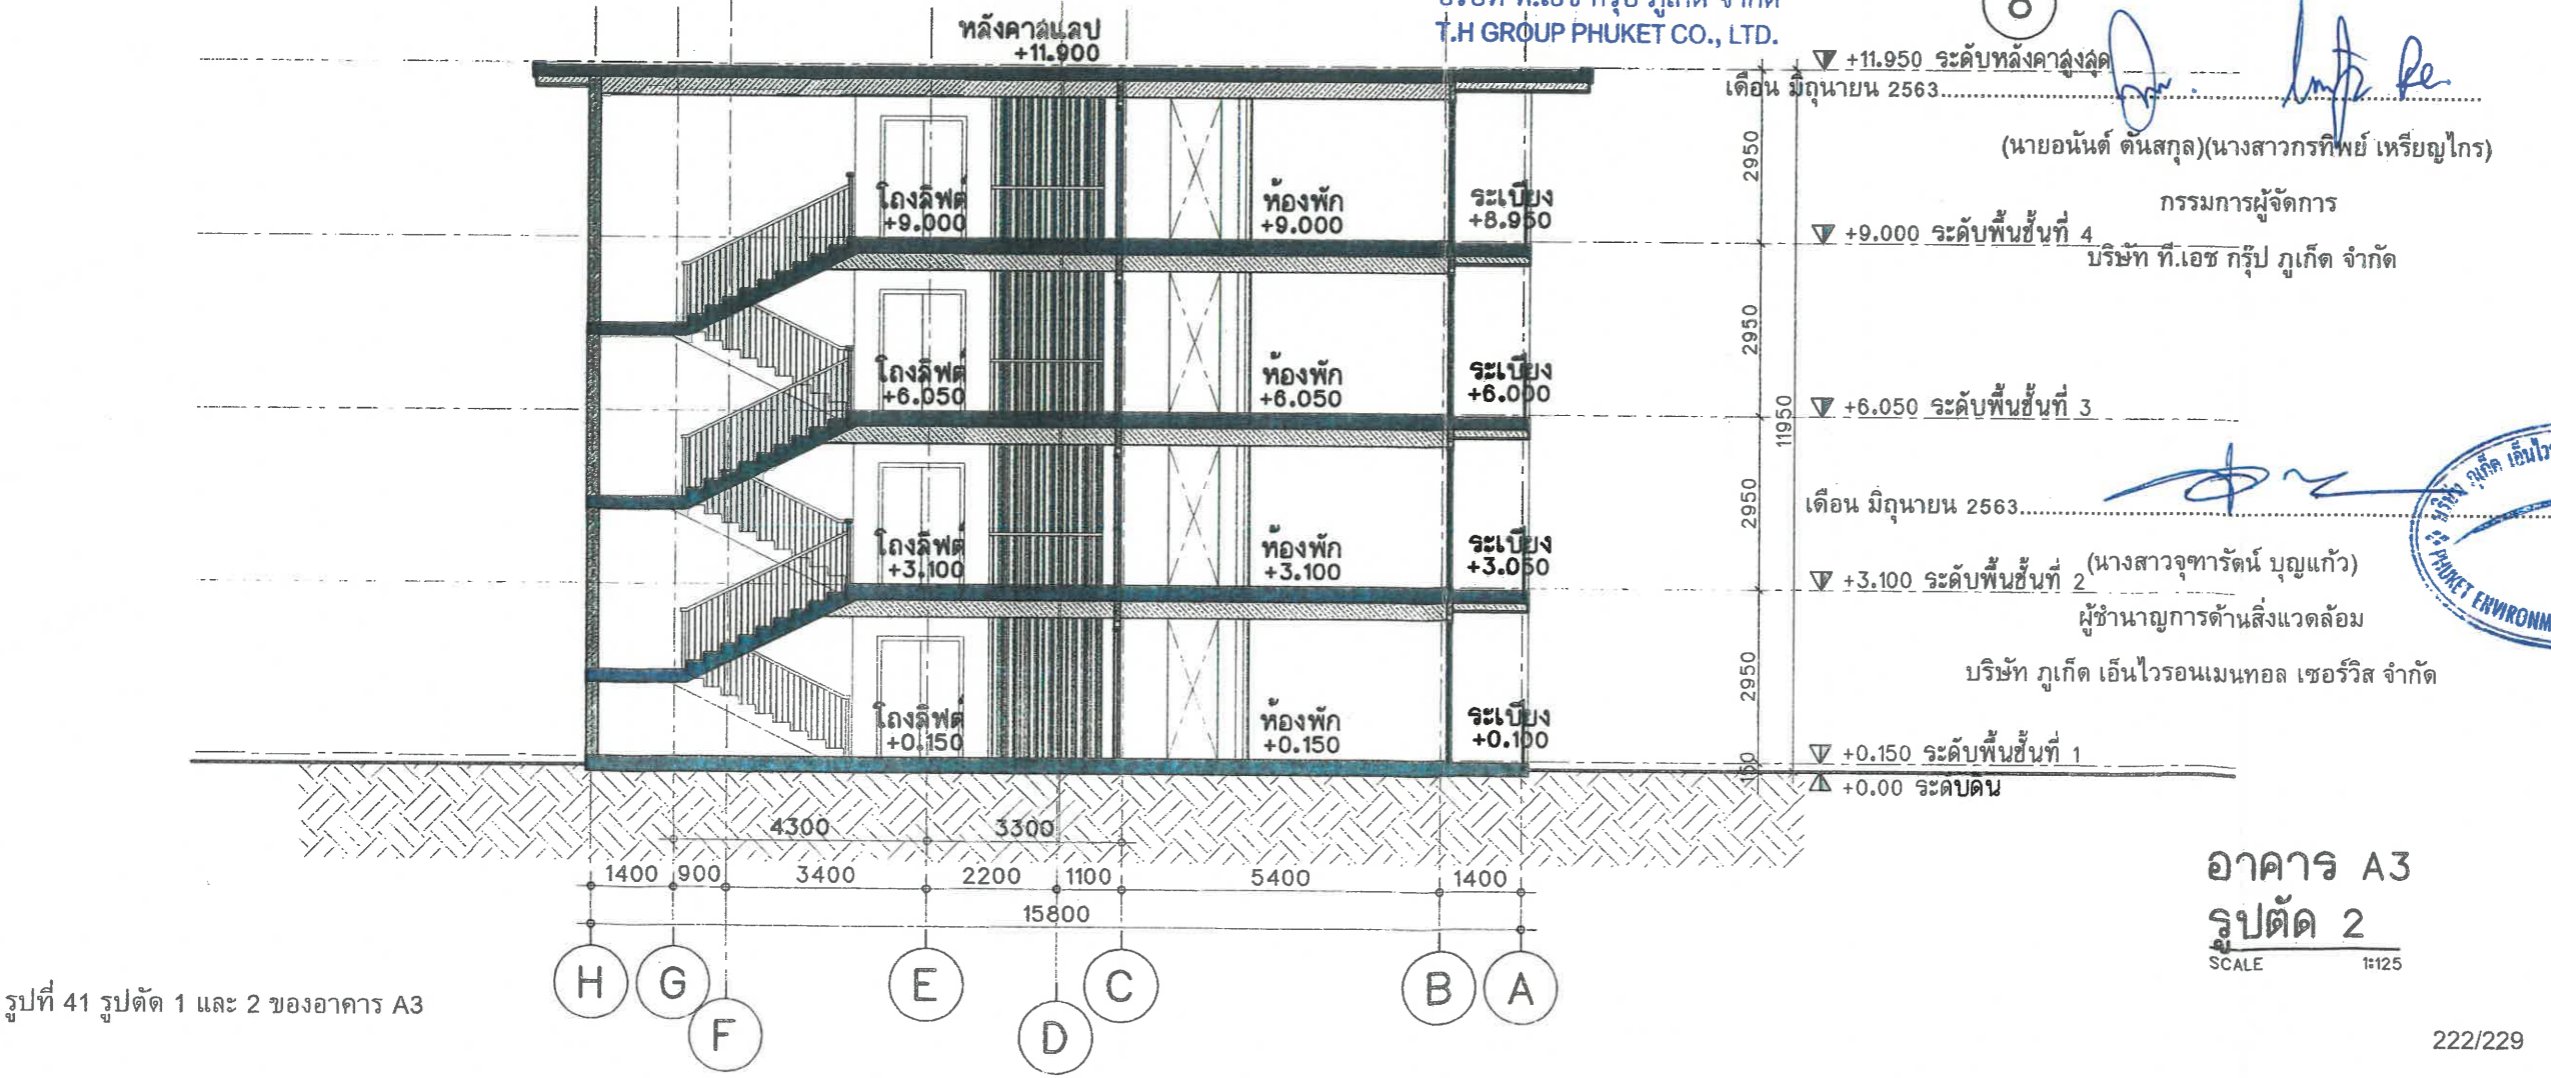 T.H GROUP PHUKET CO., LTD.
8
หลังคาสแลป
+11.900
+11.950 ระดับหลังคาสูงสุด
เดือน มิถุนายน 2563
(นายอนันต์ ตันสกุล)(นางสาวกรทิพย์ เหรียญไกร)
กรรมการผู้จัดการ
บริษัท ที.เอช กรุ๊ป ภูเก็ต จำกัด
2950
โถงลิฟต์
+9.000
ห้องพัก
+9.000
ระเบียง
+8.950
+9.000 ระดับพื้นชั้นที่ 4
2950
โถงลิฟต์
+6.050
ห้องพัก
+6.050
ระเบียง
+6.000
+6.050 ระดับพื้นชั้นที่ 3
11950
2950
เดือน มิถุนายน 2563
(นางสาวจุฑารัตน์ บุญแก้ว)
ผู้ชำนาญการด้านสิ่งแวดล้อม
บริษัท ภูเก็ต เอ็นไวรอนเมนทอล เซอร์วิส จำกัด
โถงลิฟต์
+3.100
ห้องพัก
+3.100
ระเบียง
+3.050
+3.100 ระดับพื้นชั้นที่ 2
2950
โถงลิฟต์
+0.150
ห้องพัก
+0.150
ระเบียง
+0.100
+0.150 ระดับพื้นชั้นที่ 1
150
+0.00 ระดับดิน
4300 3300
1400 900 3400 2200 1100 5400 1400
15800
H G F E D C B A
อาคาร A3
รูปตัด 2
SCALE 1:125
รูปที่ 41 รูปตัด 1 และ 2 ของอาคาร A3
222/229